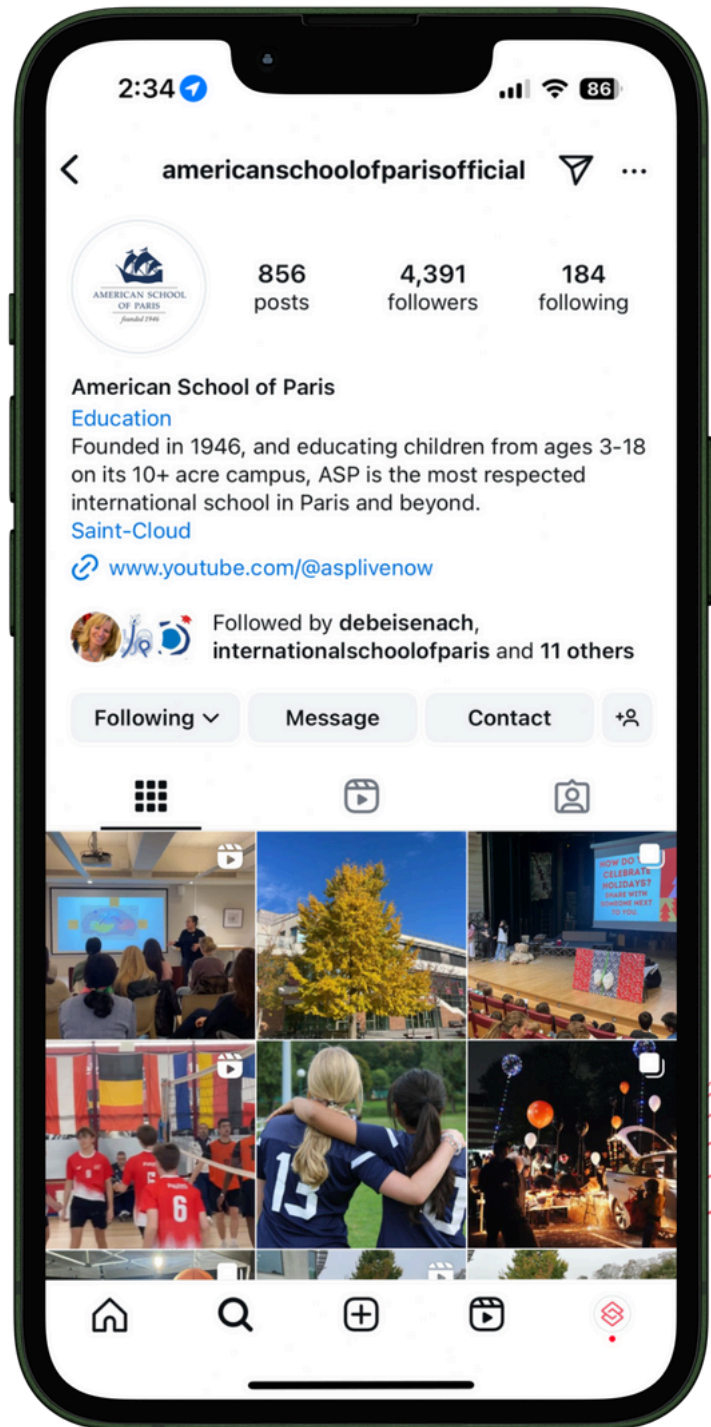 2:34
86
americanschoolofparisofficial
AMERICAN SCHOOL
OF PARIS
founded 1946
856
posts
4,391
followers
184
following
American School of Paris
Education
Founded in 1946, and educating children from ages 3-18
on its 10+ acre campus, ASP is the most respected
international school in Paris and beyond.
Saint-Cloud
www.youtube.com/@asplivenow
Followed by debeisenach,
internationalschoolofparis and 11 others
Following
Message
Contact
HOW DO
CELEBRATE
HOLIDAYS?
SHARE WITH
SOMEONE NEXT
TO YOU.
6
13